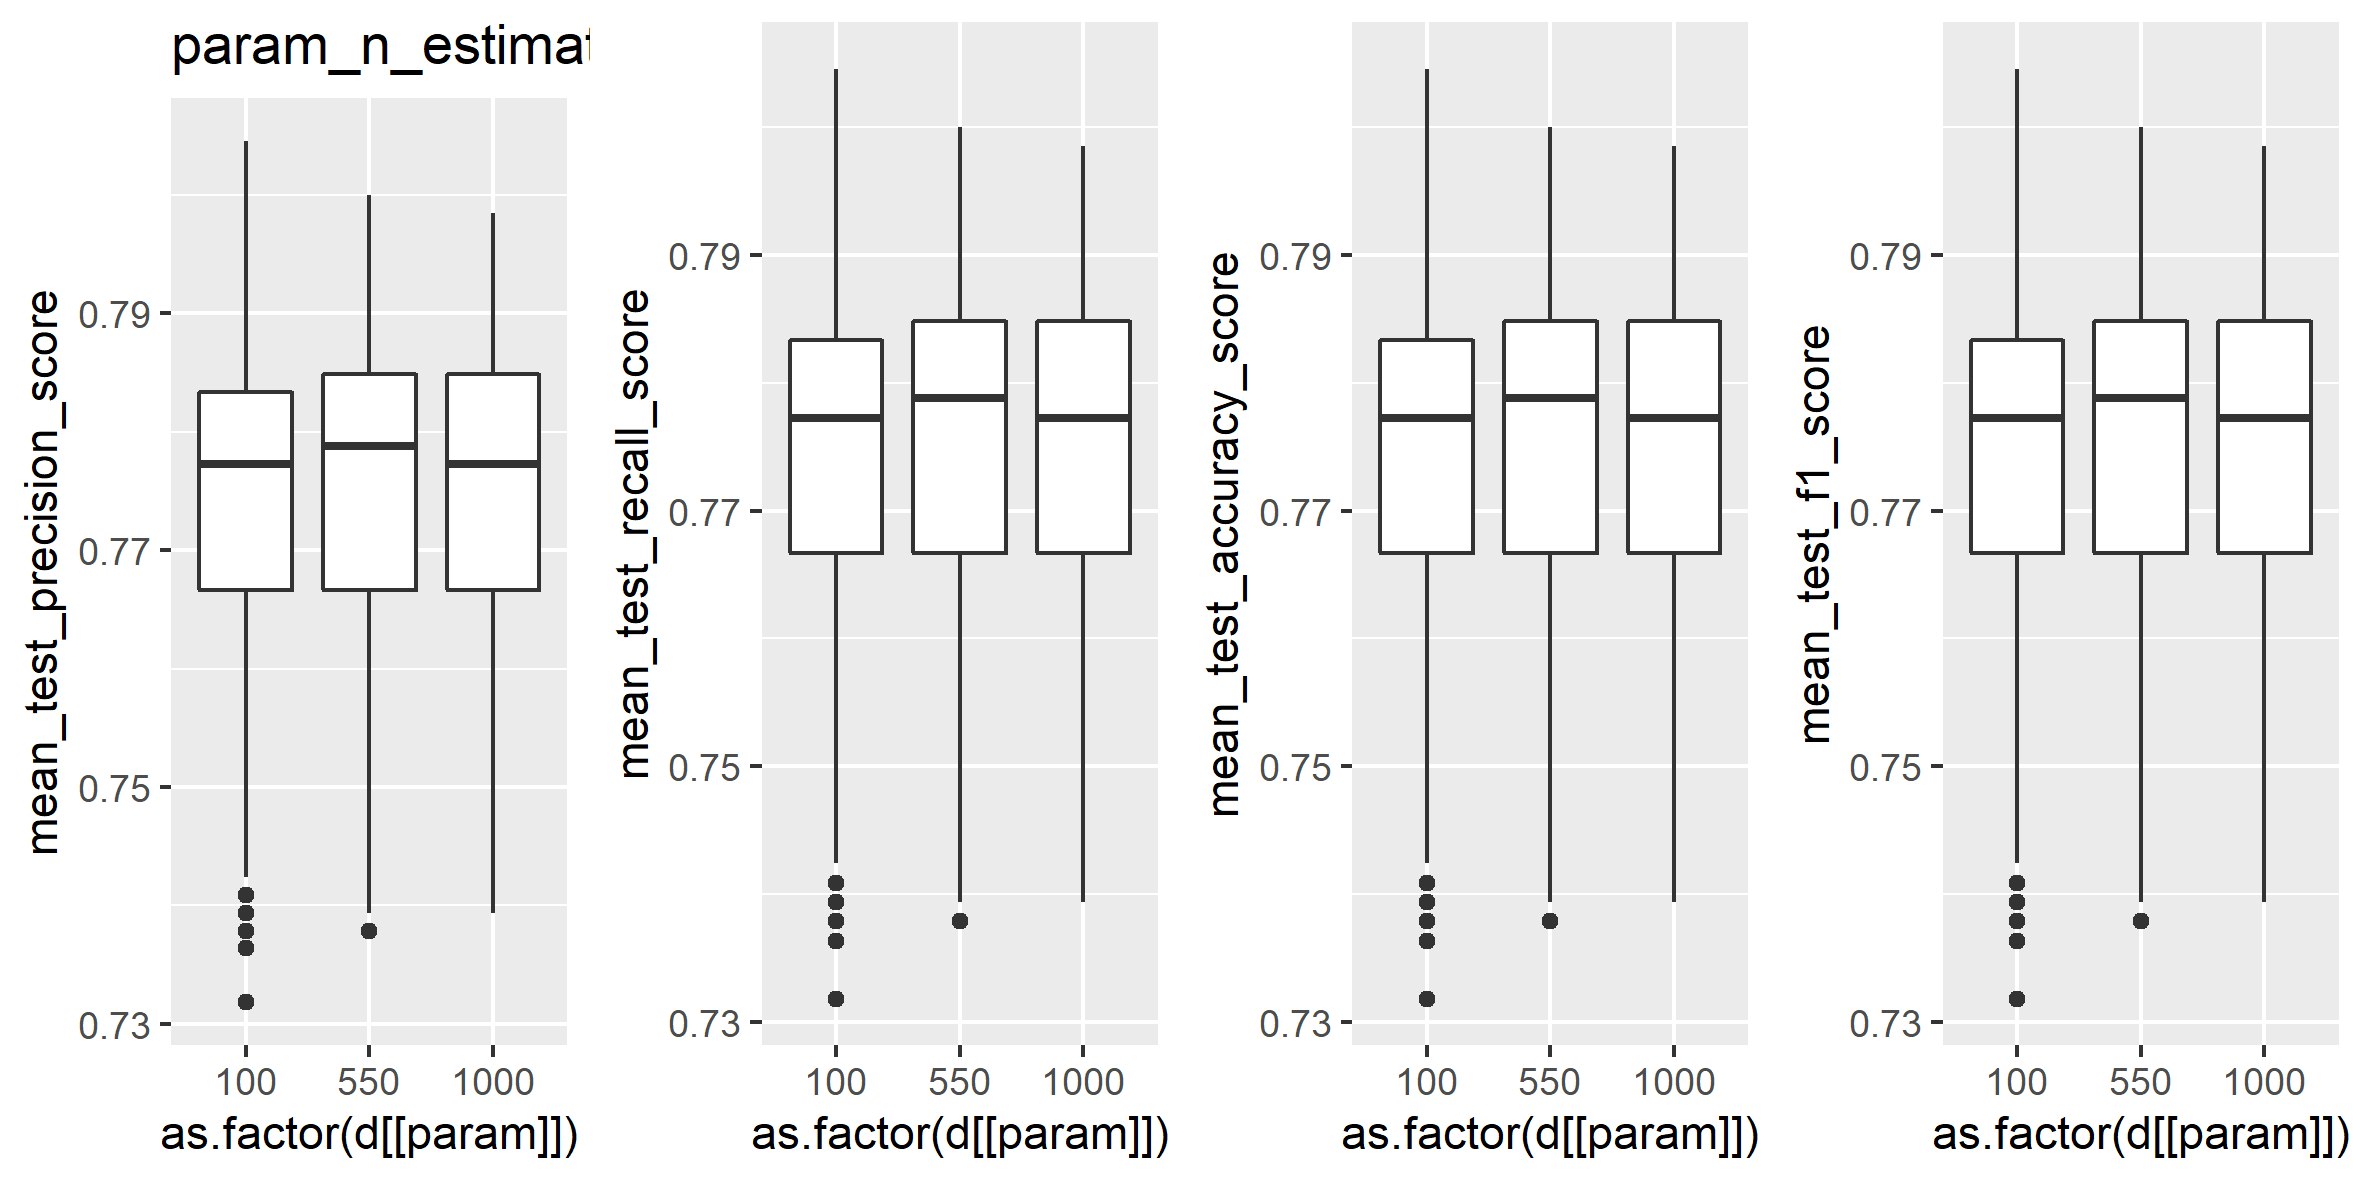 param_n_estimat
mean_test_precision_score
0.79
0.77
0.75
0.73
100 550 1000
as.factor(d[[param]])
mean_test_recall_score
0.79
0.77
0.75
0.73
100 550 1000
as.factor(d[[param]])
mean_test_accuracy_score
0.79
0.77
0.75
0.73
100 550 1000
as.factor(d[[param]])
mean_test_f1_score
0.79
0.77
0.75
0.73
100 550 1000
as.factor(d[[param]])